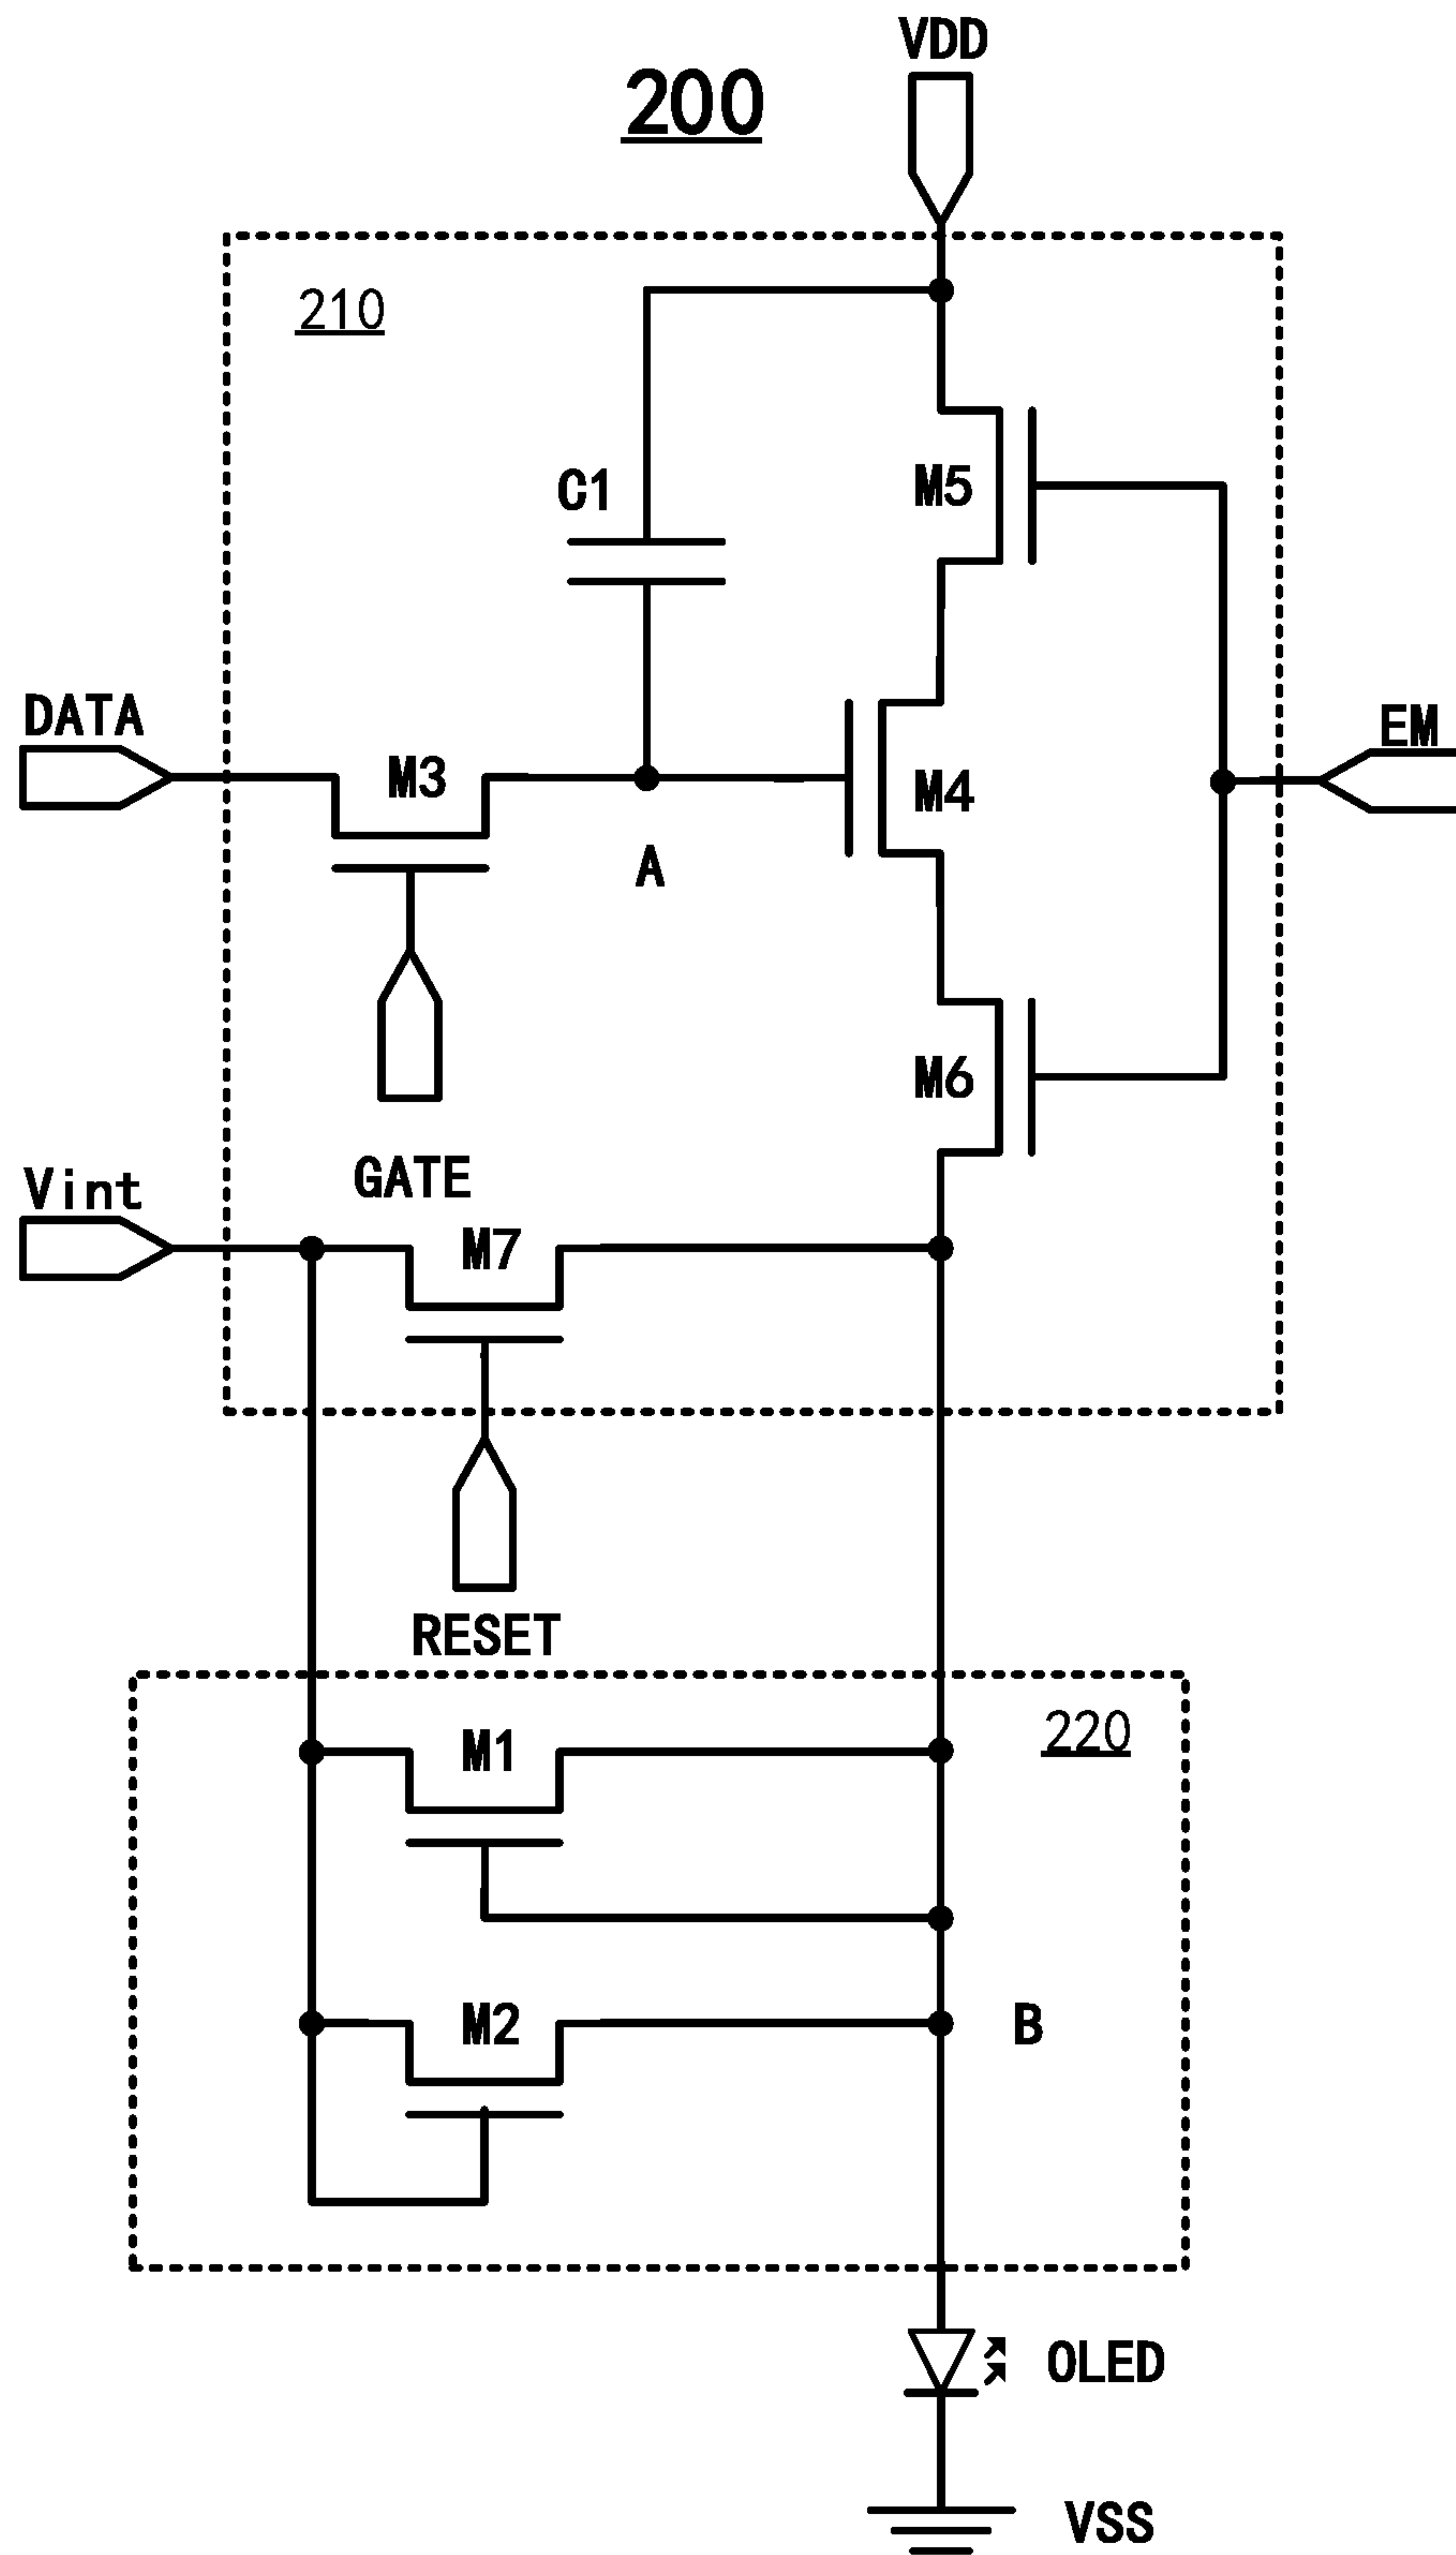 VDD
200
210
C1
M5
DATA
M3
M4
EM
A
M6
Vint
GATE
M7
RESET
M1
220
M2
B
OLED
VSS